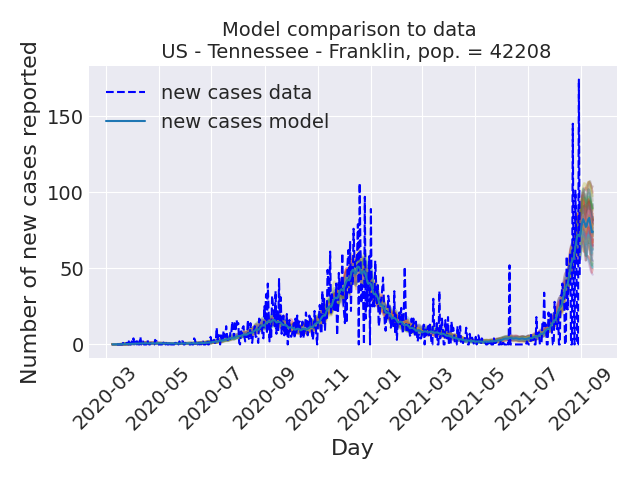 Model comparison to data
US - Tennessee - Franklin, pop. = 42208
Number of new cases reported
150
100
50
0
new cases data
new cases model
2020-03
2020-05
2020-07
2020-09
2020-11
2021-01
2021-03
2021-05
2021-07
2021-09
Day